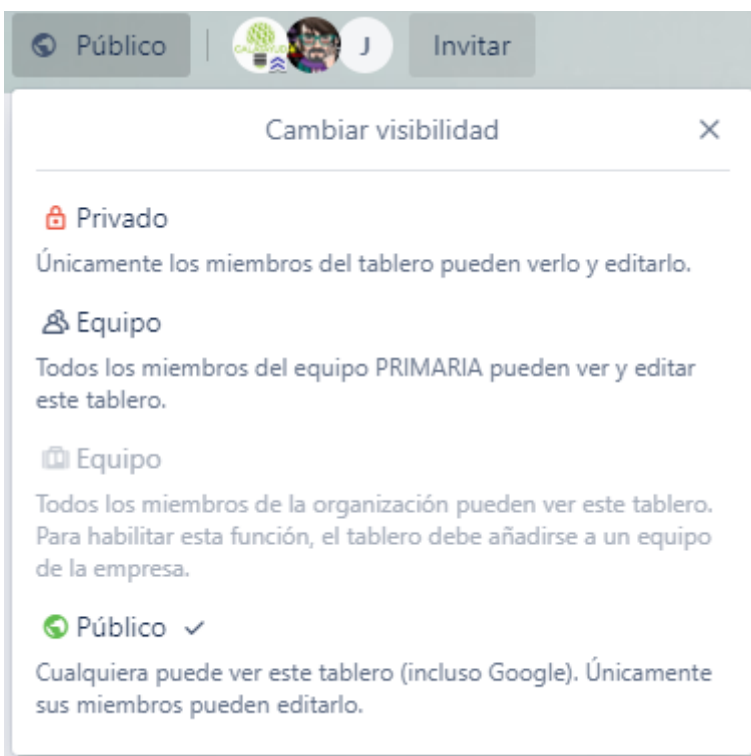 Público
J
Invitar
Cambiar visibilidad
Privado
Únicamente los miembros del tablero pueden verlo y editarlo.
Equipo
Todos los miembros del equipo PRIMARIA pueden ver y editar
este tablero.
Equipo
Todos los miembros de la organización pueden ver este tablero.
Para habilitar esta función, el tablero debe añadirse a un equipo
de la empresa.
Público
Cualquiera puede ver este tablero (incluso Google). Únicamente
sus miembros pueden editarlo.